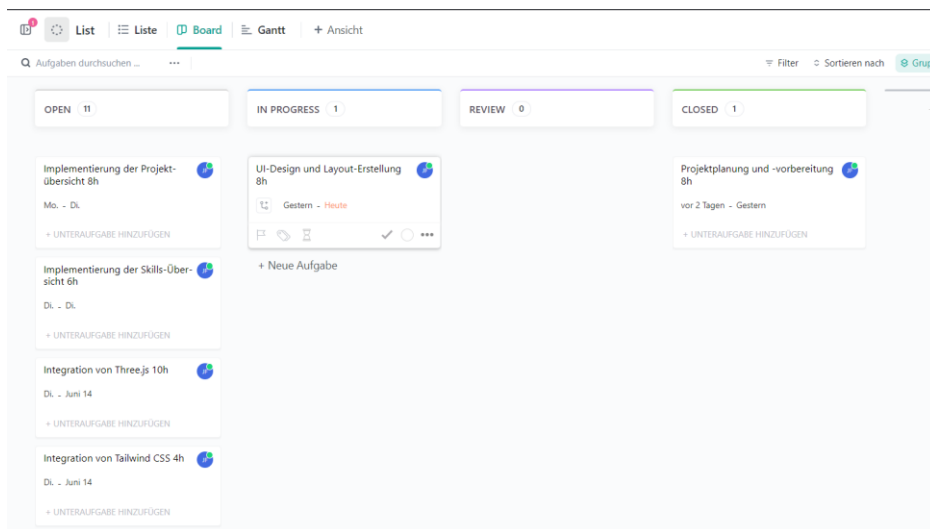 1
List
Liste
Board
Gantt
+ Ansicht
Aufgaben durchsuchen ...
Filter
Sortieren nach
Grup
OPEN 11
IN PROGRESS 1
REVIEW 0
CLOSED 1
Implementierung der Projekt-
übersicht 8h
Mo. - Di.
+ UNTERAUFGABE HINZUFÜGEN
Implementierung der Skills-Über-
sicht 6h
Di. - Di.
+ UNTERAUFGABE HINZUFÜGEN
Integration von Three.js 10h
Di. - Juni 14
+ UNTERAUFGABE HINZUFÜGEN
Integration von Tailwind CSS 4h
Di. - Juni 14
+ UNTERAUFGABE HINZUFÜGEN
UI-Design und Layout-Erstellung
8h
Gestern - Heute
+ Neue Aufgabe
Projektplanung und -vorbereitung
8h
vor 2 Tagen - Gestern
+ UNTERAUFGABE HINZUFÜGEN